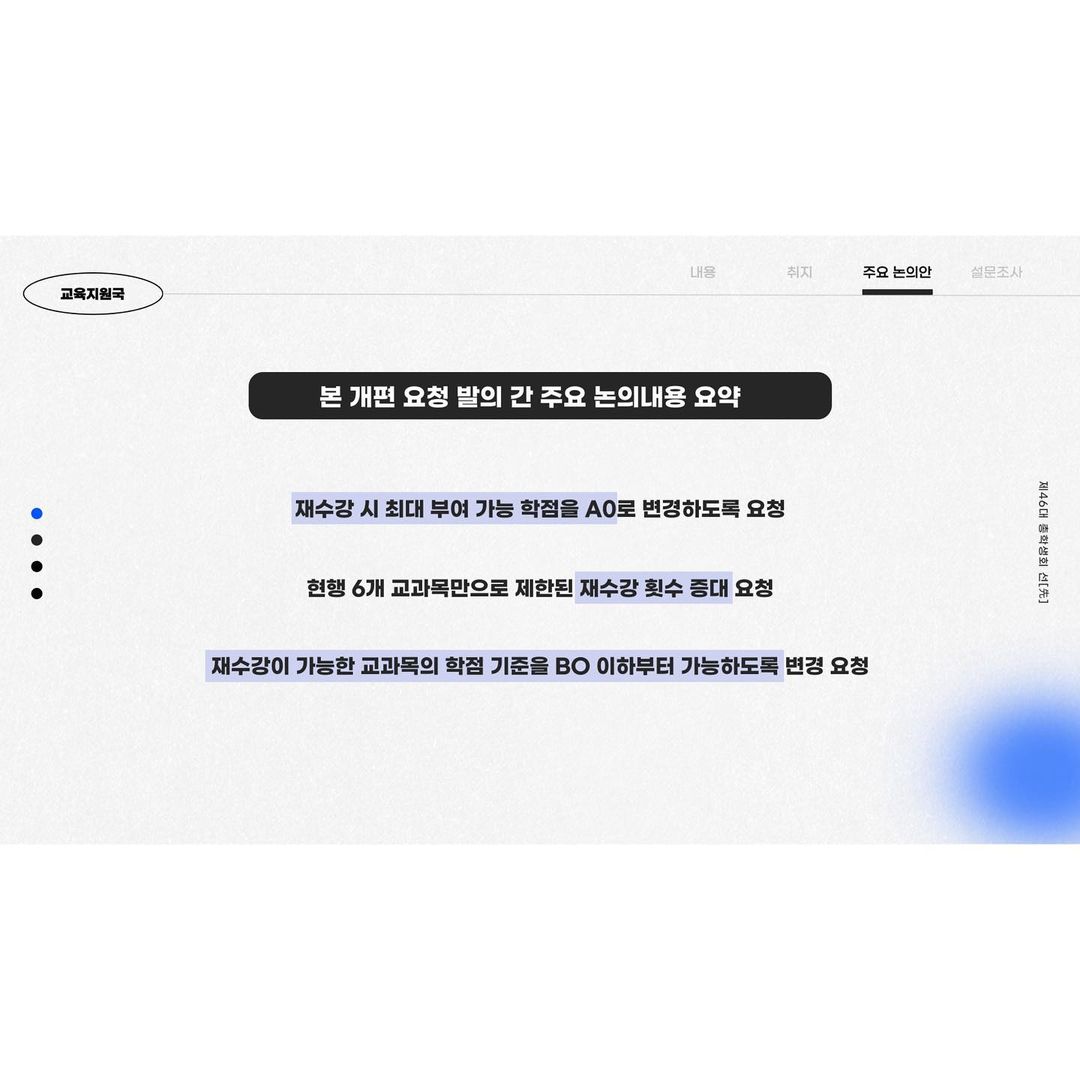 교육지원국
내용
취지
주요 논의안
설문조사
본 개편 요청 발의 간 주요 논의내용 요약
재수강 시 최대 부여 가능 학점을 A0로 변경하도록 요청
현행 6개 교과목만으로 제한된 재수강 횟수 증대 요청
재수강이 가능한 교과목의 학점 기준을 BO 이하부터 가능하도록 변경 요청
제46대 총학생회 선[先]